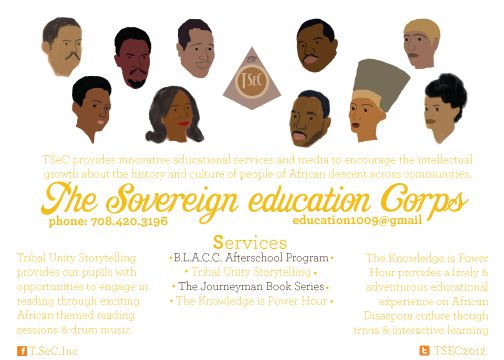 TSeC
TSeC provides innovative aducational services and media to encourage the intellectual
growth about the history and culture of people of African descent across communities.
The Sovereign education Corps
phone: 708.420.3196
education1009@gmail
Services
Tribal Unity Storytelling
provides our pupils with
opportunities to engage in
reading through exciting
African themed reading
sessions & drum music.
• B.L.A.C.C. Afterschool Program •
• Tribal Unity Storytelling •
• The Journeyman Book Series •
• The Knowledge is Power Hour •
The Knowledge is Power
Hour provides a lively &
adventurous educational
experience on African
Disaspora cutlure though
trivia & interactive learning
f T.SeC.Inc
t TSEC2012